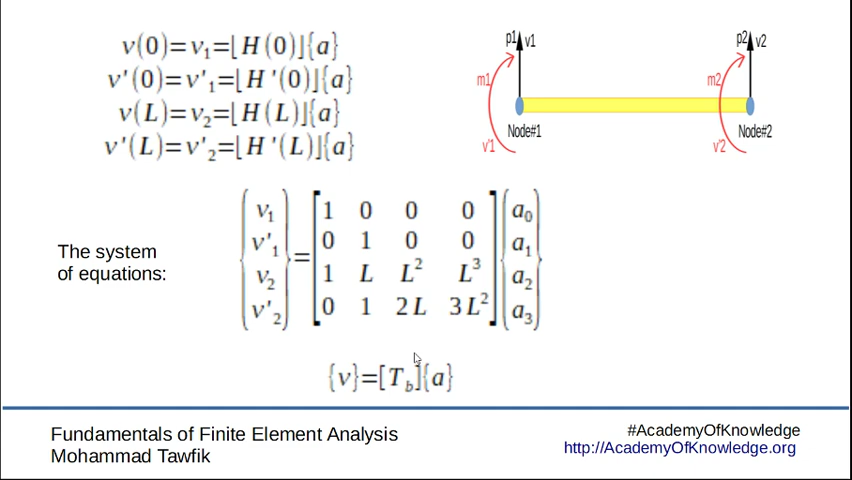 v(0)=v₁=⌊H(0)⌋{a}
v'(0)=v'₁=⌊H'(0)⌋{a}
v(L)=v₂=⌊H(L)⌋{a}
v'(L)=v'₂=⌊H'(L)⌋{a}
p1 v1
p2 v2
m1
m2
Node#1
Node#2
v'1
v'2
The system
of equations:
{v₁ v'₁ v₂ v'₂} = [1 0 0 0
0 1 0 0
1 L L² L³
0 1 2L 3L²] {a₀ a₁ a₂ a₃}
{v}=[T_b]{a}
Fundamentals of Finite Element Analysis
Mohammad Tawfik
#AcademyOfKnowledge
http://AcademyOfKnowledge.org